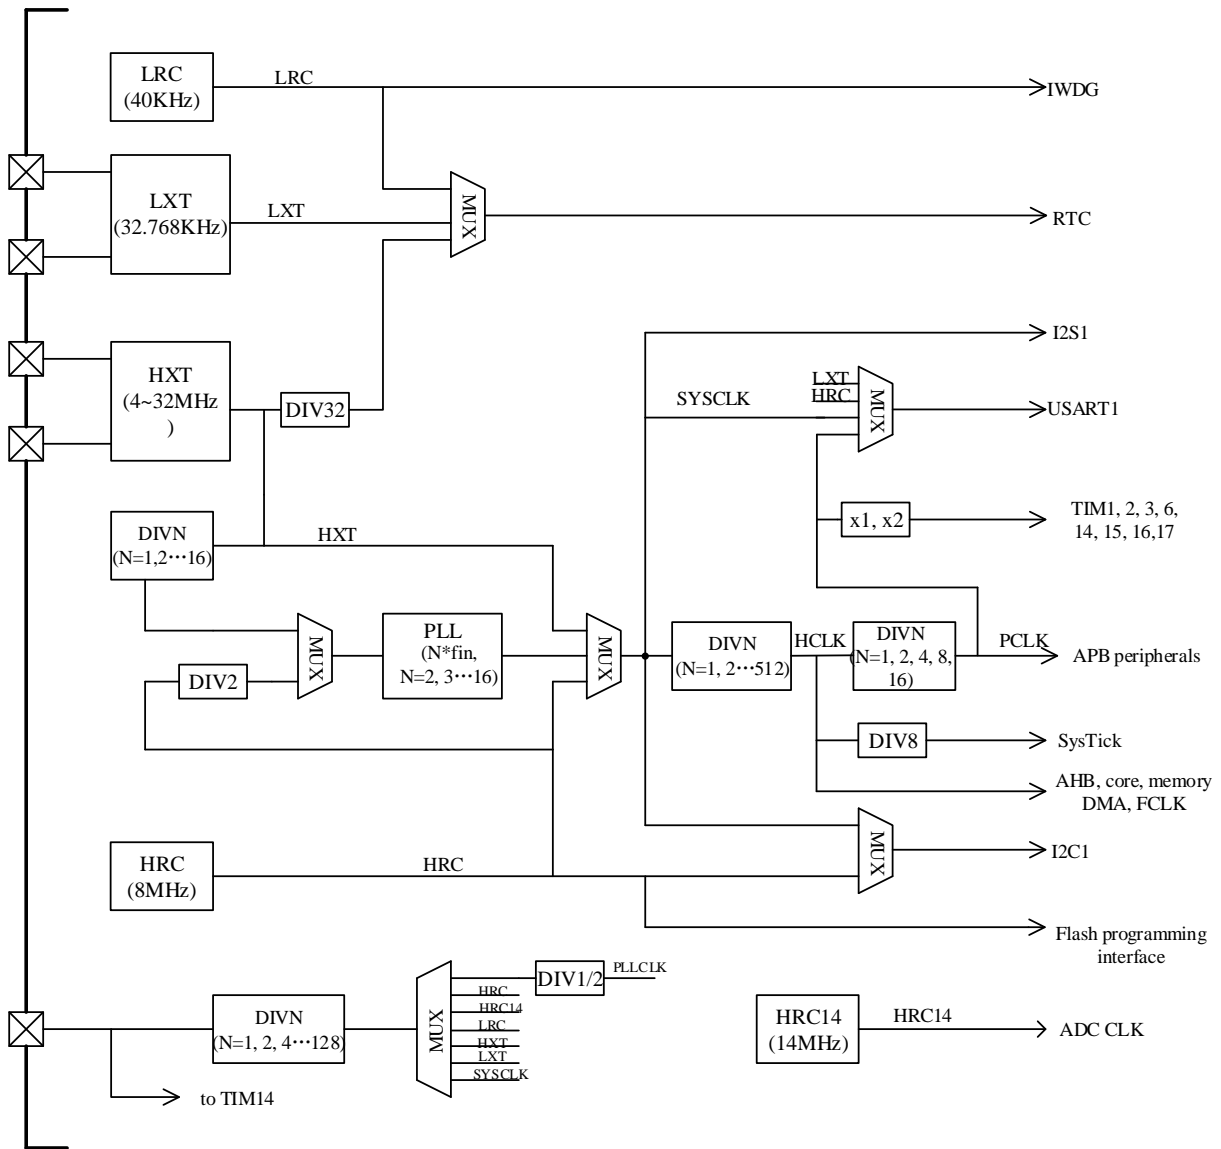 LRC
(40KHz)
LRC
IWDG
LXT
(32.768KHz)
LXT
MUX
RTC
I2S1
HXT
(4~32MHz
)
DIV32
SYSCLK
LXT
HRC
MUX
USART1
x1, x2
TIM1, 2, 3, 6,
14, 15, 16,17
DIVN
(N=1,2⋯16)
HXT
MUX
PLL
(N*fin,
N=2, 3⋯16)
DIV2
MUX
DIVN
(N=1, 2⋯512)
HCLK
DIVN
(N=1, 2, 4, 8,
16)
PCLK
APB peripherals
DIV8
SysTick
AHB, core, memory
DMA, FCLK
HRC
(8MHz)
HRC
MUX
I2C1
Flash programming
interface
DIVN
(N=1, 2, 4⋯128)
MUX
DIV1/2
PLLCLK
HRC
HRC14
LRC
HXT
LXT
SYSCLK
HRC14
(14MHz)
HRC14
ADC CLK
to TIM14